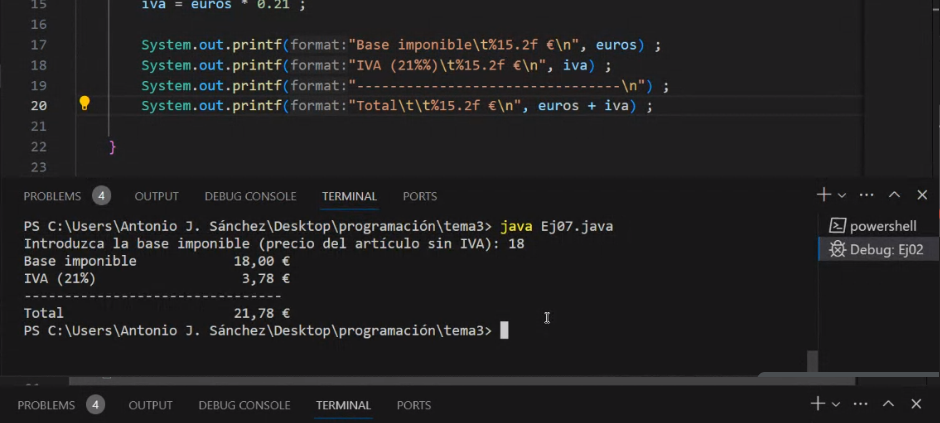 15 iva = euros * 0.21 ;
16
17 System.out.printf(format:"Base imponible\t%15.2f €\n", euros) ;
18 System.out.printf(format:"IVA (21%%)\t%15.2f €\n", iva) ;
19 System.out.printf(format:"--------------------------------\n") ;
20 System.out.printf(format:"Total\t\t%15.2f €\n", euros + iva) ;
21
22 }
23
PROBLEMS 4 OUTPUT DEBUG CONSOLE TERMINAL PORTS
PS C:\Users\Antonio J. Sánchez\Desktop\programación\tema3> java Ej07.java
powershell
Introduzca la base imponible (precio del artículo sin IVA): 18
Debug: Ej02
Base imponible 18,00 €
IVA (21%) 3,78 €
--------------------------------
Total 21,78 €
PS C:\Users\Antonio J. Sánchez\Desktop\programación\tema3>
PROBLEMS 4 OUTPUT DEBUG CONSOLE TERMINAL PORTS